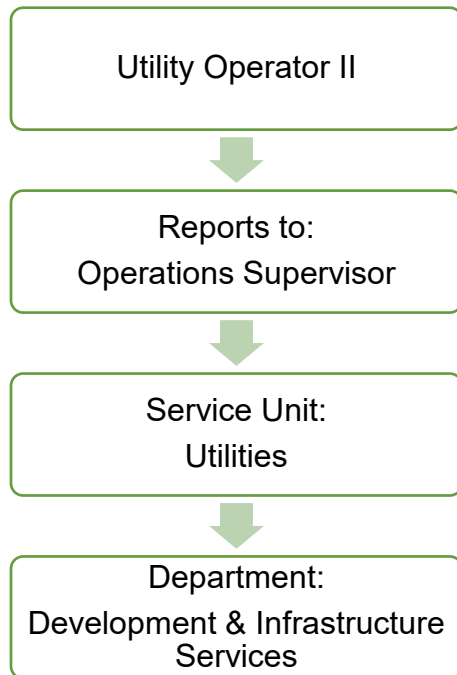 Utility Operator II
Reports to:
Operations Supervisor
Service Unit:
Utilities
Department:
Development & Infrastructure
Services